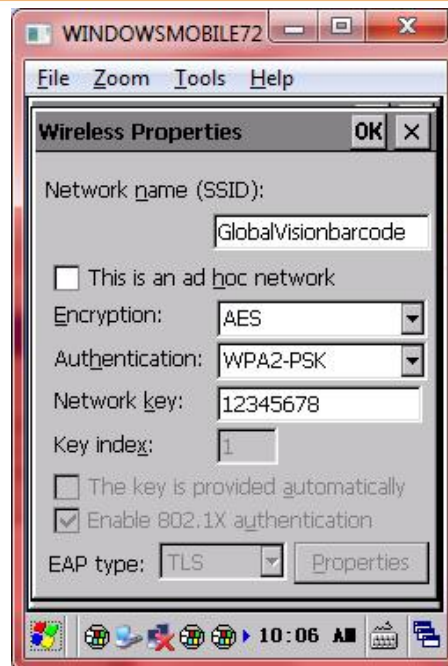 WINDOWSMOBILE72
File Zoom Tools Help
Wireless Properties OK
Network name (SSID):
GlobalVisionbarcode
This is an ad hoc network
Encryption: AES
Authentication: WPA2-PSK
Network key: 12345678
Key index: 1
The key is provided automatically
Enable 802.1X authentication
EAP type: TLS Properties
10:06 AM